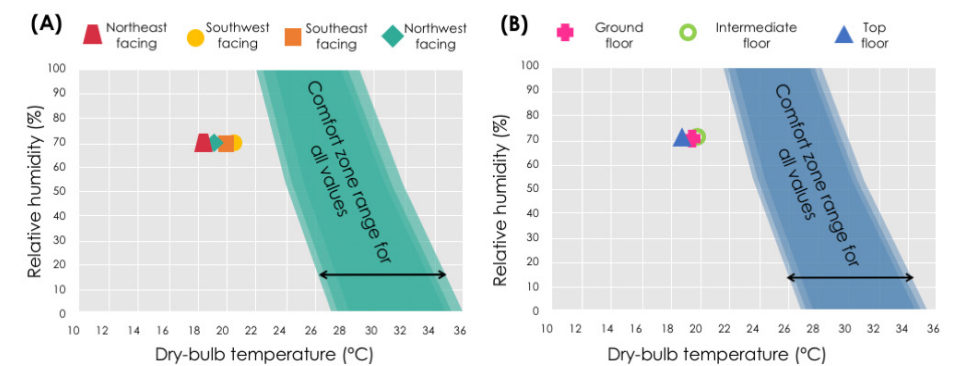 (A)
Northeast
facing
Southwest
facing
Southeast
facing
Northwest
facing
Relative humidity (%)
100
90
80
70
60
50
40
30
20
10
0
Comfort zone range for
all values
10 12 14 16 18 20 22 24 26 28 30 32 34 36
Dry-bulb temperature (ºC)
(B)
Ground
floor
Intermediate
floor
Top
floor
Relative humidity (%)
100
90
80
70
60
50
40
30
20
10
0
Comfort zone range for
all values
10 12 14 16 18 20 22 24 26 28 30 32 34 36
Dry-bulb temperature (ºC)